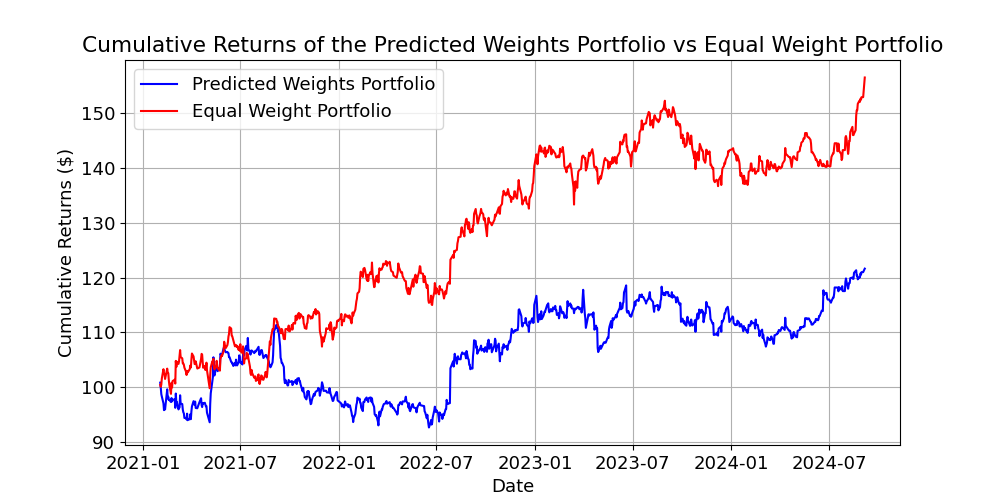 Cumulative Returns of the Predicted Weights Portfolio vs Equal Weight Portfolio
Predicted Weights Portfolio
Equal Weight Portfolio
Cumulative Returns ($)
150
140
130
120
110
100
90
2021-01 2021-07 2022-01 2022-07 2023-01 2023-07 2024-01 2024-07
Date